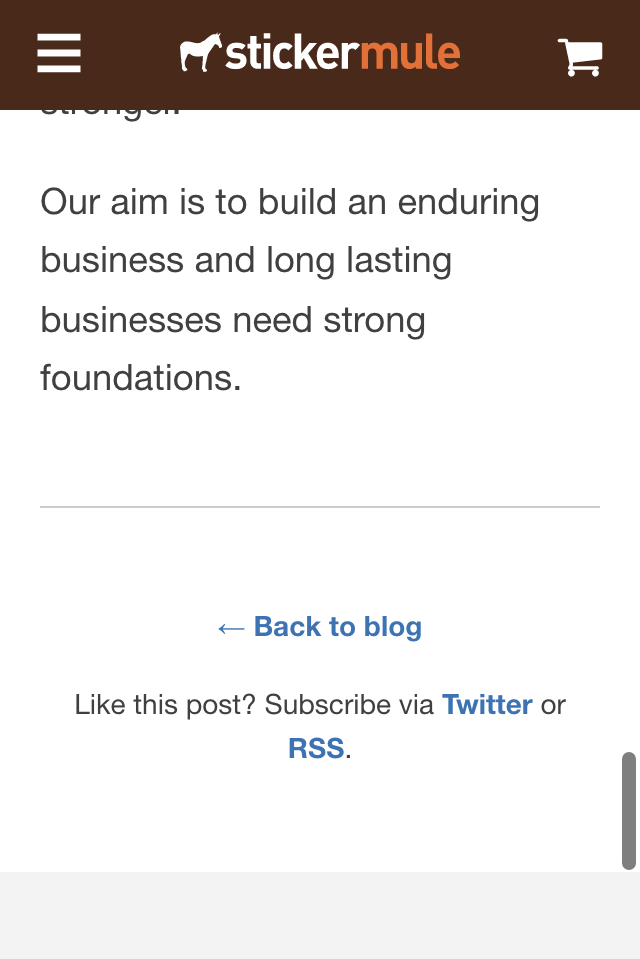 stickermule
stronger.
Our aim is to build an enduring
business and long lasting
businesses need strong
foundations.
← Back to blog
Like this post? Subscribe via Twitter or
RSS.